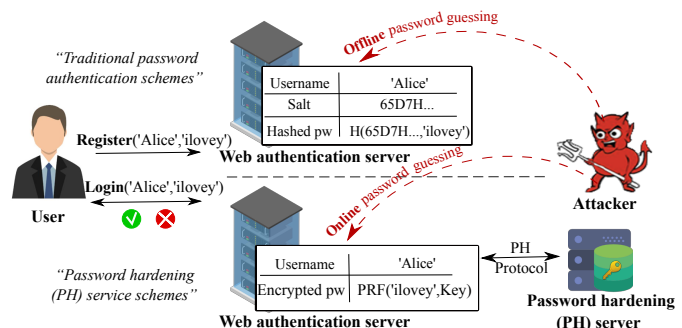 Offline password guessing
“Traditional password
authentication schemes”
Username 'Alice'
Salt 65D7H...
Hashed pw H(65D7H...,'ilovey')
Register('Alice','ilovey')
Web authentication server
Login('Alice','ilovey')
User
Online password guessing
Attacker
“Password hardening
(PH) service schemes”
Username 'Alice'
Encrypted pw PRF('ilovey',Key)
PH
Protocol
Password hardening
(PH) server
Web authentication server